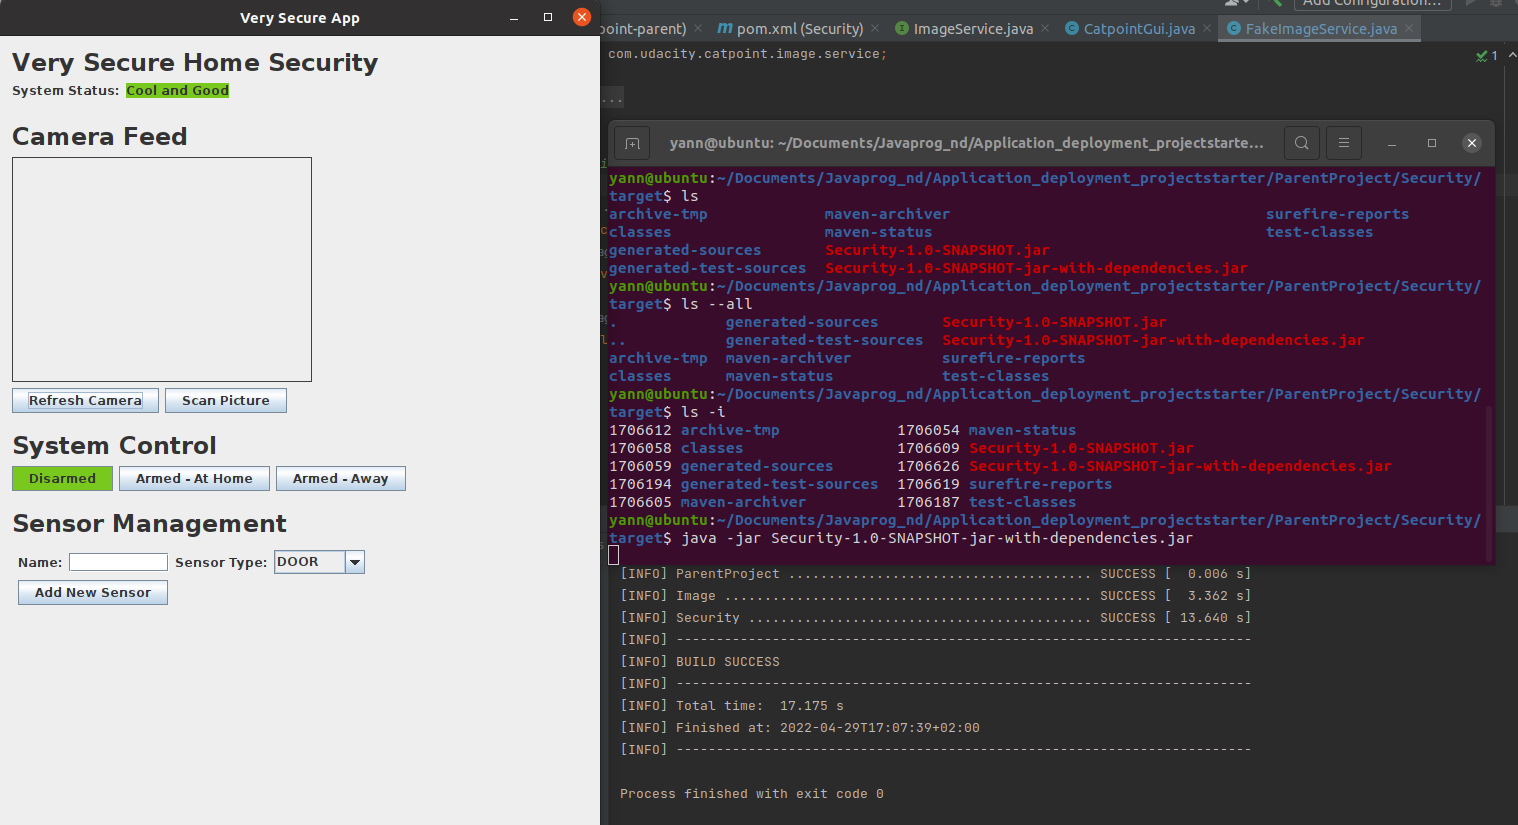 Very Secure App
Very Secure Home Security
System Status: Cool and Good
Camera Feed
Refresh Camera Scan Picture
System Control
Disarmed Armed - At Home Armed - Away
Sensor Management
Name: Sensor Type: DOOR
Add New Sensor
Add Configuration...
point-parent) pom.xml (Security) ImageService.java CatpointGui.java FakeImageService.java
com.udacity.catpoint.image.service; 1
...
yann@ubuntu: ~/Documents/Javaprog_nd/Application_deployment_projectstarte...
yann@ubuntu:~/Documents/Javaprog_nd/Application_deployment_projectstarter/ParentProject/Security/
target$ ls
archive-tmp maven-archiver surefire-reports
classes maven-status test-classes
generated-sources Security-1.0-SNAPSHOT.jar
generated-test-sources Security-1.0-SNAPSHOT-jar-with-dependencies.jar
yann@ubuntu:~/Documents/Javaprog_nd/Application_deployment_projectstarter/ParentProject/Security/
target$ ls --all
. generated-sources Security-1.0-SNAPSHOT.jar
.. generated-test-sources Security-1.0-SNAPSHOT-jar-with-dependencies.jar
archive-tmp maven-archiver surefire-reports
classes maven-status test-classes
yann@ubuntu:~/Documents/Javaprog_nd/Application_deployment_projectstarter/ParentProject/Security/
target$ ls -i
1706612 archive-tmp 1706054 maven-status
1706058 classes 1706609 Security-1.0-SNAPSHOT.jar
1706059 generated-sources 1706626 Security-1.0-SNAPSHOT-jar-with-dependencies.jar
1706194 generated-test-sources 1706619 surefire-reports
1706605 maven-archiver 1706187 test-classes
yann@ubuntu:~/Documents/Javaprog_nd/Application_deployment_projectstarter/ParentProject/Security/
target$ java -jar Security-1.0-SNAPSHOT-jar-with-dependencies.jar
[INFO] ParentProject ...................................... SUCCESS [  0.006 s]
[INFO] Image .............................................. SUCCESS [  3.362 s]
[INFO] Security ........................................... SUCCESS [ 13.640 s]
[INFO] ------------------------------------------------------------------------
[INFO] BUILD SUCCESS
[INFO] ------------------------------------------------------------------------
[INFO] Total time:  17.175 s
[INFO] Finished at: 2022-04-29T17:07:39+02:00
[INFO] ------------------------------------------------------------------------
Process finished with exit code 0